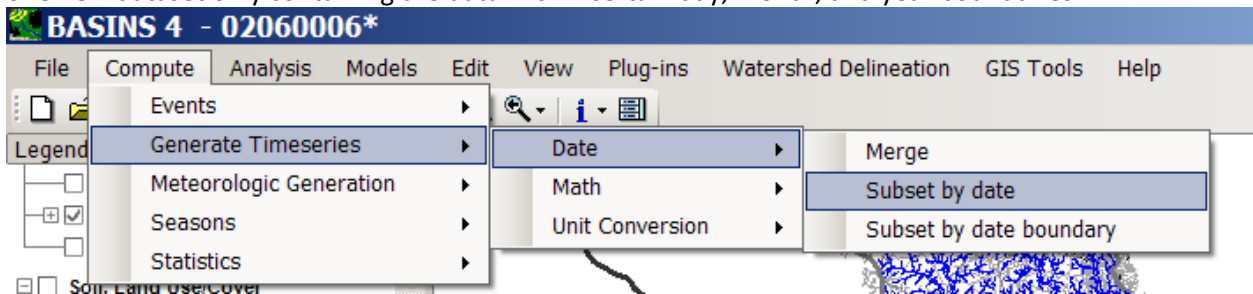 BASINS 4 - 02060006*
File Compute Analysis Models Edit View Plug-ins Watershed Delineation GIS Tools Help
Events
Legend Generate Timeseries Date Merge
Meteorologic Generation Math Subset by date
Seasons Unit Conversion Subset by date boundary
Statistics
Soil, Land Use/Cover